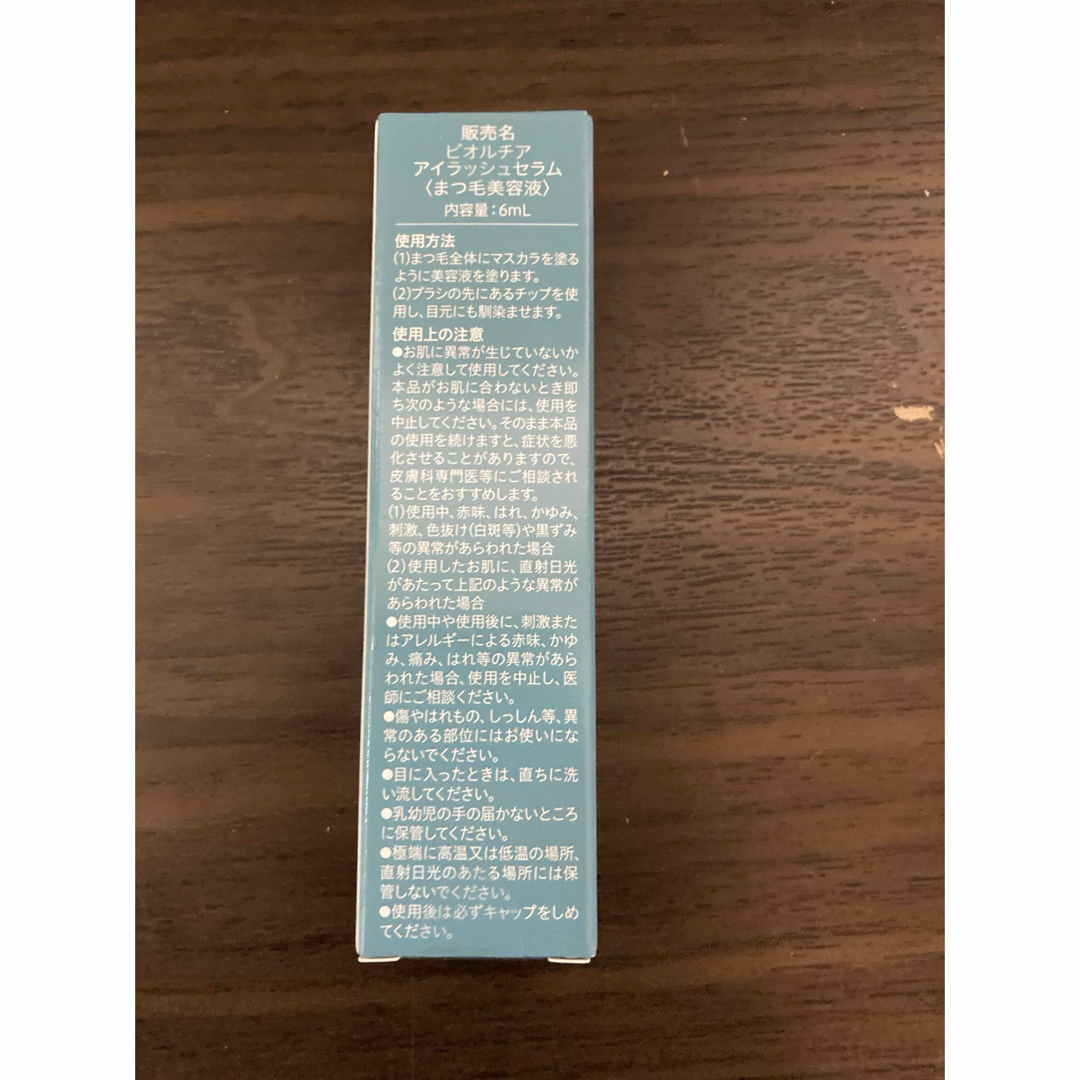 販売名
ピオルチア
アイラッシュセラム
〈まつ毛美容液〉
内容量：6mL
使用方法
(1)まつ毛全体にマスカラを塗る
ように美容液を塗ります。
(2)ブラシの先にあるチップを使
用し、目元にも馴染ませます。
使用上の注意
●お肌に異常が生じていないか
よく注意して使用してください。
本品がお肌に合わないとき即
ち次のような場合には、使用を
中止してください。そのまま本品
の使用を続けますと、症状を悪
化させることがありますので、
皮膚科専門医等にご相談され
ることをおすすめします。
(1)使用中、赤味、はれ、かゆみ、
刺激、色抜け(白斑等)や黒ずみ
等の異常があらわれた場合
(2)使用したお肌に、直射日光
があたって上記のような異常が
あらわれた場合
●使用中や使用後に、刺激また
はアレルギーによる赤味、かゆ
み、痛み、はれ等の異常があら
われた場合、使用を中止し、医
師にご相談ください。
●傷やはれもの、しっしん等、異
常のある部位にはお使いにな
らないでください。
●目に入ったときは、直ちに洗
い流してください。
●乳幼児の手の届かないところ
に保管してください。
●極端に高温又は低温の場所、
直射日光のあたる場所には保
管しないでください。
●使用後は必ずキャップをしめ
てください。